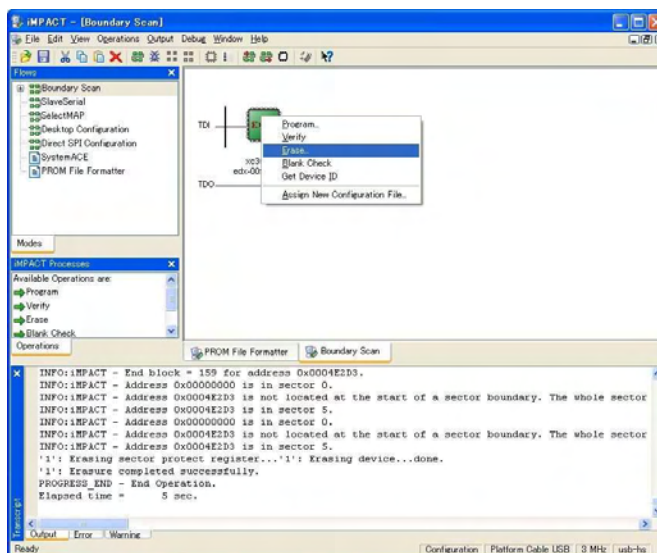 iMPACT - [Boundary Scan]
File Edit View Operations Output Debug Window Help
Flows
Boundary Scan
SlaveSerial
SelectMAP
Desktop Configuration
Direct SPI Configuration
SystemACE
PROM File Formatter
Modes
iMPACT Processes
Available Operations are:
Program
Verify
Erase
Blank Check
Operations
TDI
TDO
Program...
Verify
Erase...
Blank Check
Get Device ID
Assign New Configuration File...
PROM File Formatter
Boundary Scan
INFO:iMPACT - End block = 159 for address 0x0004E2D3.
INFO:iMPACT - Address 0x00000000 is in sector 0.
INFO:iMPACT - Address 0x0004E2D3 is not located at the start of a sector boundary. The whole sector
INFO:iMPACT - Address 0x0004E2D3 is in sector 5.
INFO:iMPACT - Address 0x00000000 is in sector 0.
INFO:iMPACT - Address 0x0004E2D3 is not located at the start of a sector boundary. The whole sector
INFO:iMPACT - Address 0x0004E2D3 is in sector 5.
'1': Erasing sector protect register...'1': Erasing device...done.
'1': Erasure completed successfully.
PROGRESS_END - End Operation.
Elapsed time = 5 sec.
Transcript
Output
Error
Warning
Ready
Configuration
Platform Cable USB
3 MHz
usb-hs